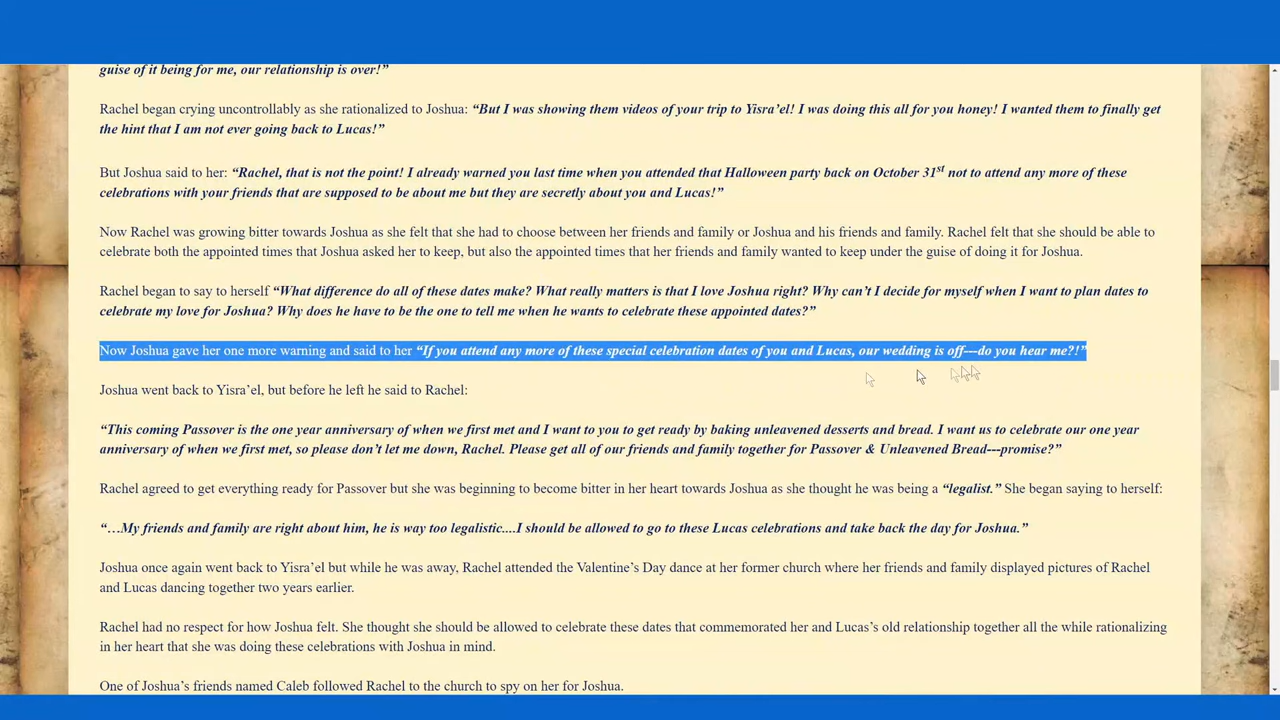 guise of it being for me, our relationship is over!”
Rachel began crying uncontrollably as she rationalized to Joshua: “But I was showing them videos of your trip to Yisra’el! I was doing this all for you honey! I wanted them to finally get
the hint that I am not ever going back to Lucas!”
But Joshua said to her: “Rachel, that is not the point! I already warned you last time when you attended that Halloween party back on October 31st not to attend any more of these
celebrations with your friends that are supposed to be about me but they are secretly about you and Lucas!”
Now Rachel was growing bitter towards Joshua as she felt that she had to choose between her friends and family or Joshua and his friends and family. Rachel felt that she should be able to
celebrate both the appointed times that Joshua asked her to keep, but also the appointed times that her friends and family wanted to keep under the guise of doing it for Joshua.
Rachel began to say to herself “What difference do all of these dates make? What really matters is that I love Joshua right? Why can’t I decide for myself when I want to plan dates to
celebrate my love for Joshua? Why does he have to be the one to tell me when he wants to celebrate these appointed dates?”
Now Joshua gave her one more warning and said to her “If you attend any more of these special celebration dates of you and Lucas, our wedding is off---do you hear me?!”
Joshua went back to Yisra’el, but before he left he said to Rachel:
“This coming Passover is the one year anniversary of when we first met and I want to you to get ready by baking unleavened desserts and bread. I want us to celebrate our one year
anniversary of when we first met, so please don’t let me down, Rachel. Please get all of our friends and family together for Passover & Unleavened Bread---promise?”
Rachel agreed to get everything ready for Passover but she was beginning to become bitter in her heart towards Joshua as she thought he was being a “legalist.” She began saying to herself:
“…My friends and family are right about him, he is way too legalistic....I should be allowed to go to these Lucas celebrations and take back the day for Joshua.”
Joshua once again went back to Yisra’el but while he was away, Rachel attended the Valentine’s Day dance at her former church where her friends and family displayed pictures of Rachel
and Lucas dancing together two years earlier.
Rachel had no respect for how Joshua felt. She thought she should be allowed to celebrate these dates that commemorated her and Lucas’s old relationship together all the while rationalizing
in her heart that she was doing these celebrations with Joshua in mind.
One of Joshua’s friends named Caleb followed Rachel to the church to spy on her for Joshua.